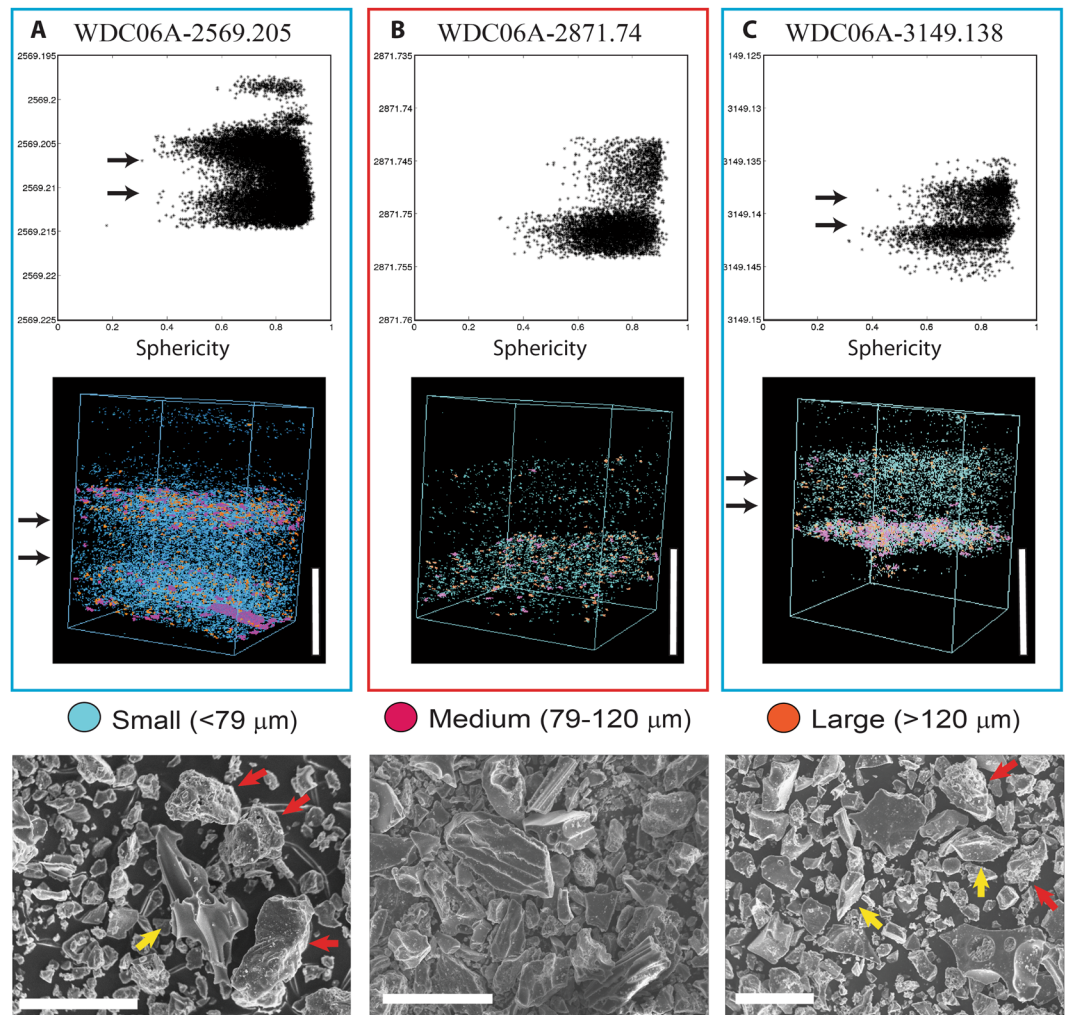 A WDC06A-2569.205
2569.195
2569.2
2569.205
2569.21
2569.215
2569.22
2569.225
0 0.2 0.4 0.6 0.8 1
Sphericity
B WDC06A-2871.74
2871.735
2871.74
2871.745
2871.75
2871.755
2871.76
0 0.2 0.4 0.6 0.8 1
Sphericity
C WDC06A-3149.138
149.125
3149.13
3149.135
3149.14
3149.145
3149.15
0 0.2 0.4 0.6 0.8 1
Sphericity
Small (<79 μm)
Medium (79-120 μm)
Large (>120 μm)